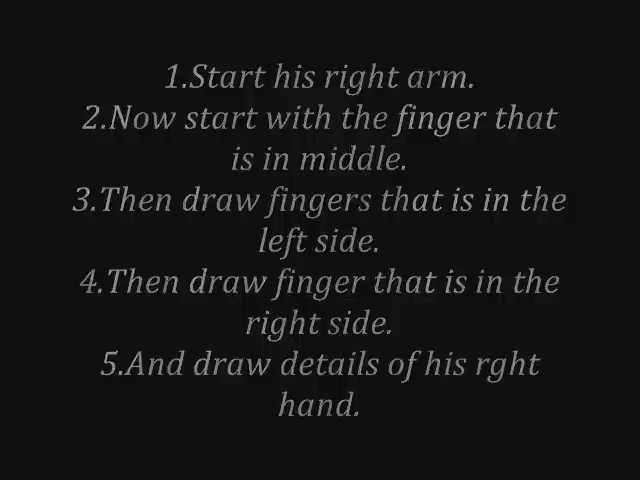 1.Start his right arm.
2.Now start with the finger that
is in middle.
3.Then draw fingers that is in the
left side.
4.Then draw finger that is in the
right side.
5.And draw details of his rght
hand.